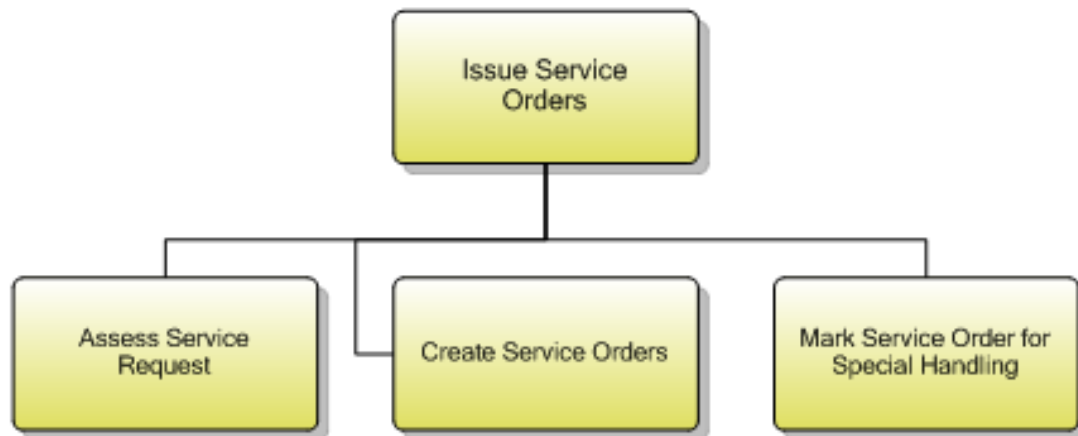 Issue Service
Orders
Assess Service
Request
Create Service Orders
Mark Service Order for
Special Handling